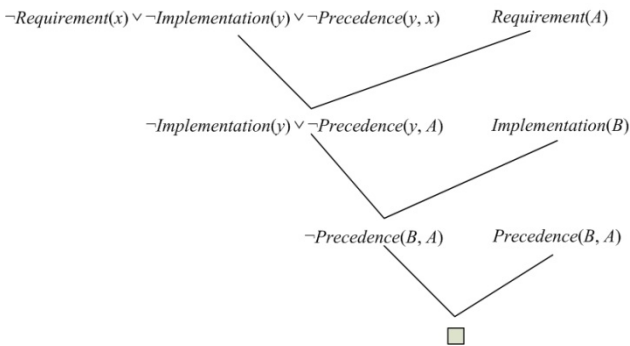 ¬Requirement(x) ∨ ¬Implementation(y) ∨ ¬Precedence(y, x) Requirement(A)
¬Implementation(y) ∨ ¬Precedence(y, A) Implementation(B)
¬Precedence(B, A) Precedence(B, A)